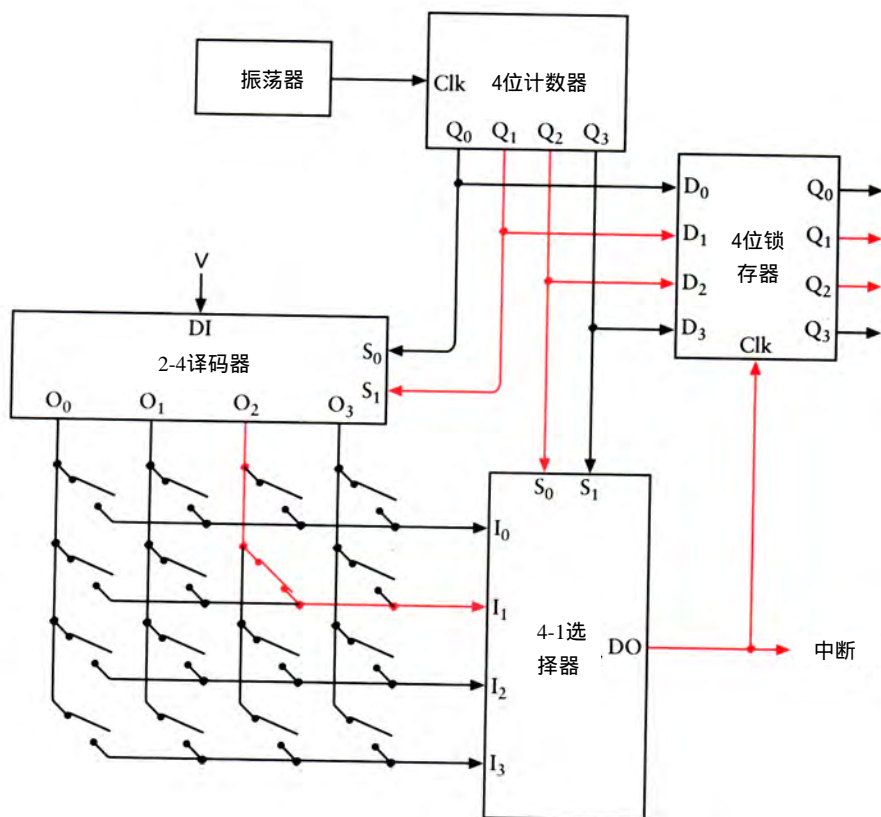 振荡器
Clk
4位计数器
Q₀ Q₁ Q₂ Q₃
D₀
Q₀
D₁
4位锁
Q₁
D₂
存器
Q₂
D₃
Q₃
Clk
V
DI
2-4译码器
S₀
S₁
O₀ O₁ O₂ O₃
S₀ S₁
I₀
I₁
4-1选
择器
DO
中断
I₂
I₃